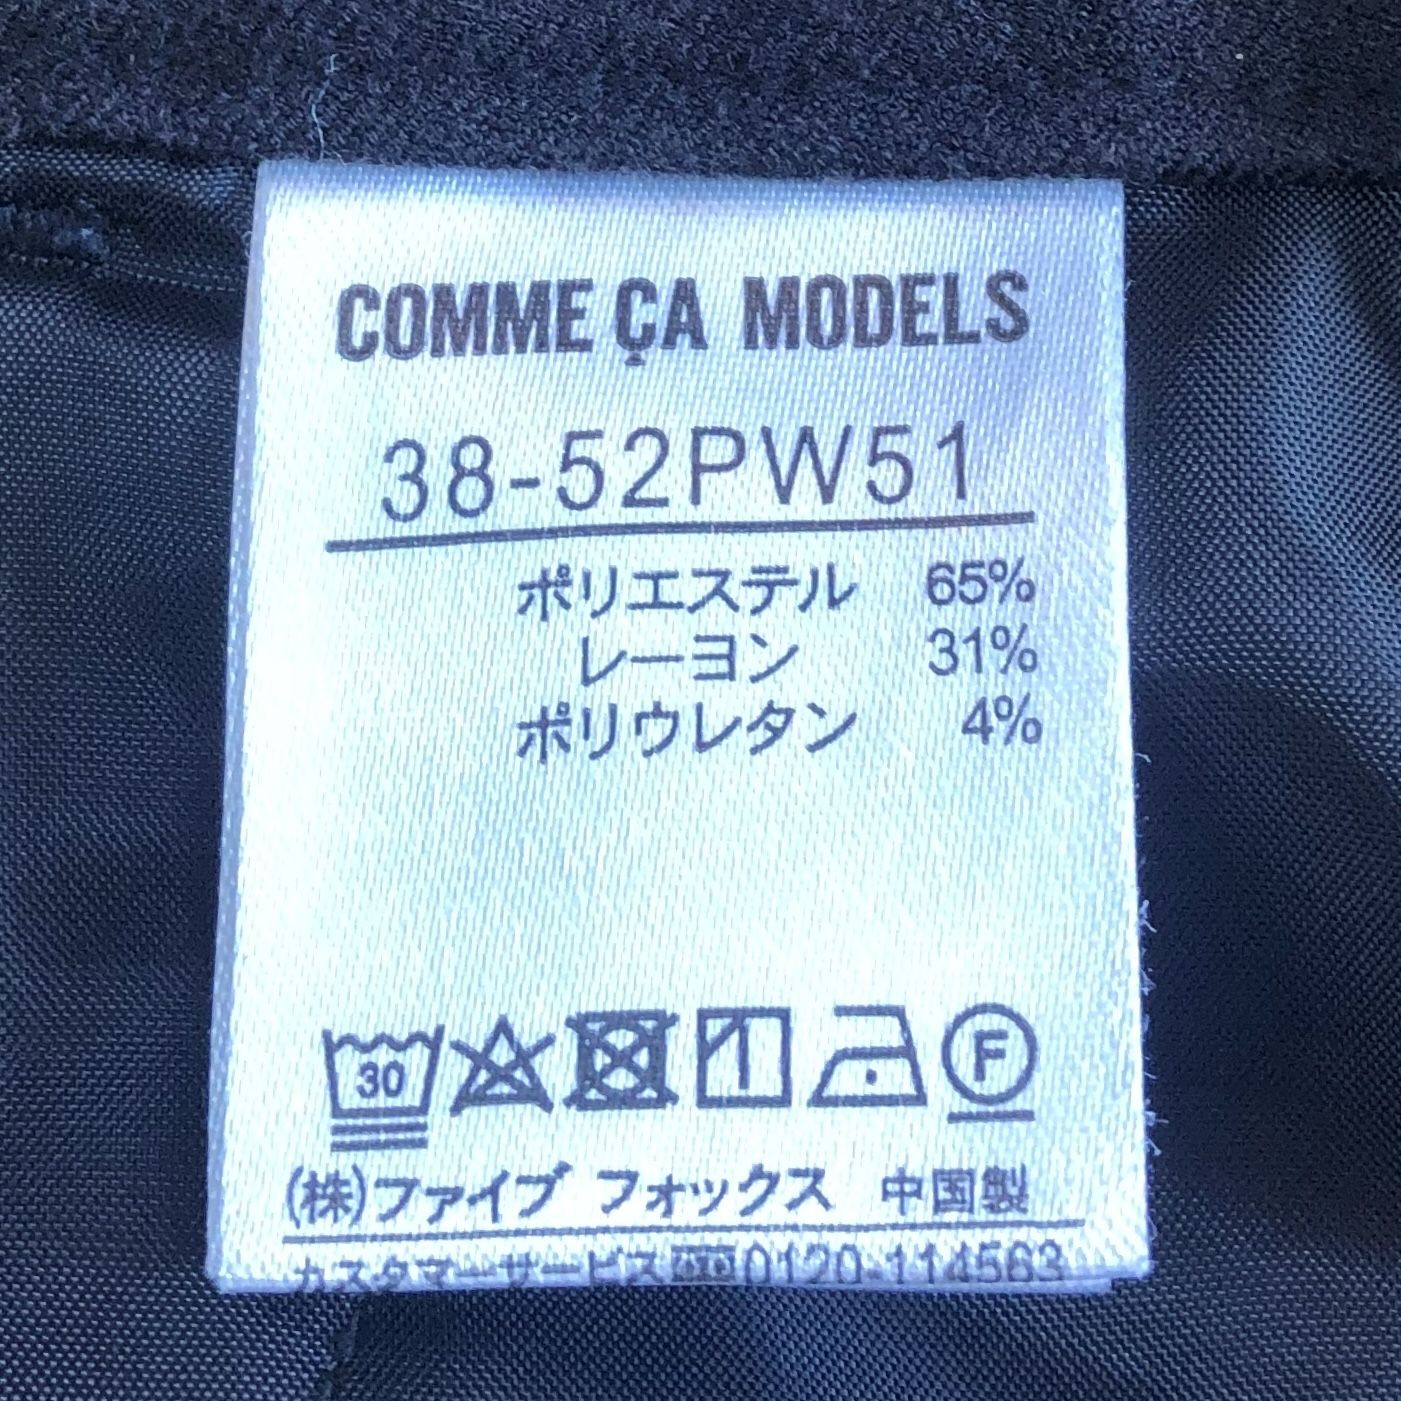 COMME ÇA MODELS
38-52PW51
ポリエステル 65%
レーヨン 31%
ポリウレタン 4%
30 F
(株)ファイブ フォックス 中国製
カスタマーサービス 0120-114563